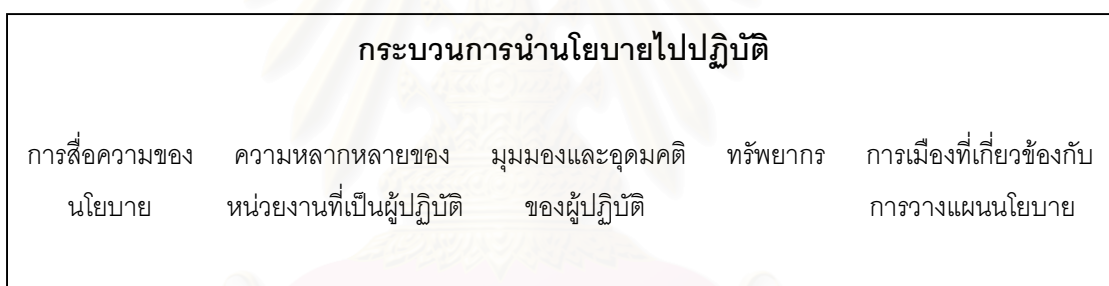 กระบวนการนำนโยบายไปปฏิบัติ
การสื่อความของ ความหลากหลายของ มุมมองและอุดมคติ ทรัพยากร การเมืองที่เกี่ยวข้องกับ
นโยบาย หน่วยงานที่เป็นผู้ปฏิบัติ ของผู้ปฏิบัติ การวางแผนนโยบาย